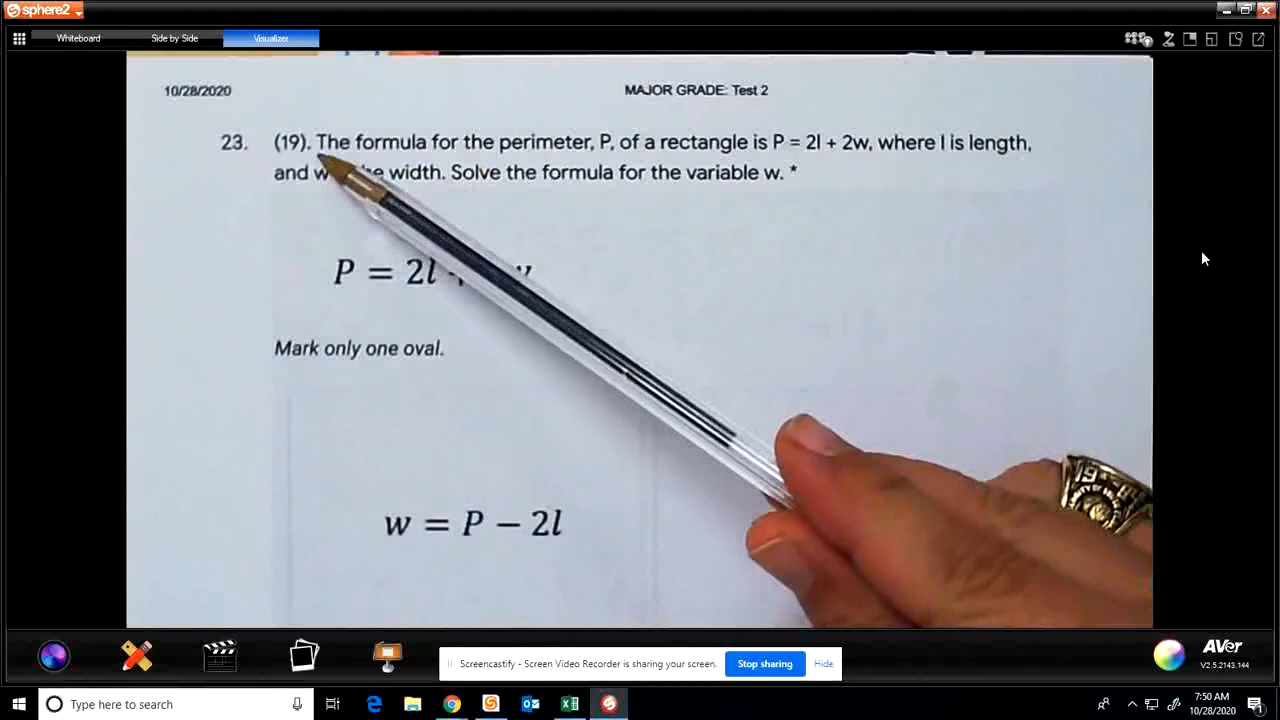 sphere2
Whiteboard Side by Side Visualizer
10/28/2020 MAJOR GRADE: Test 2
23. (19). The formula for the perimeter, P, of a rectangle is P = 2l + 2w, where l is length,
and w the width. Solve the formula for the variable w. *
P = 2l
Mark only one oval.
w = P − 2l
AVer
V2.5.2143.144
Screencastify - Screen Video Recorder is sharing your screen. Stop sharing Hide
Type here to search
7:50 AM
10/28/2020